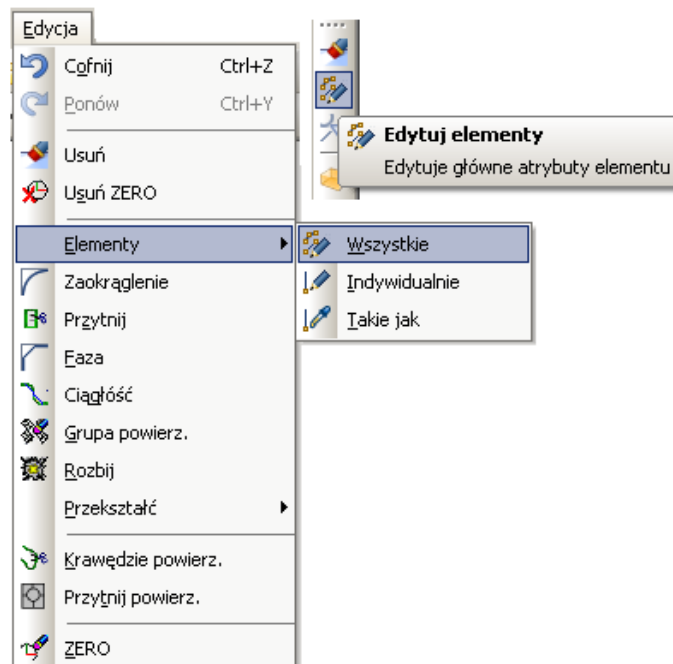 Edycja
Cofnij Ctrl+Z
Ponów Ctrl+Y
Usuń
Usuń ZERO
Elementy
Zaokrąglenie
Przytnij
Faza
Ciągłość
Grupa powierz.
Rozbij
Przekształć
Krawędzie powierz.
Przytnij powierz.
ZERO
Wszystkie
Indywidualnie
Takie jak
Edytuj elementy
Edytuje główne atrybuty elementu